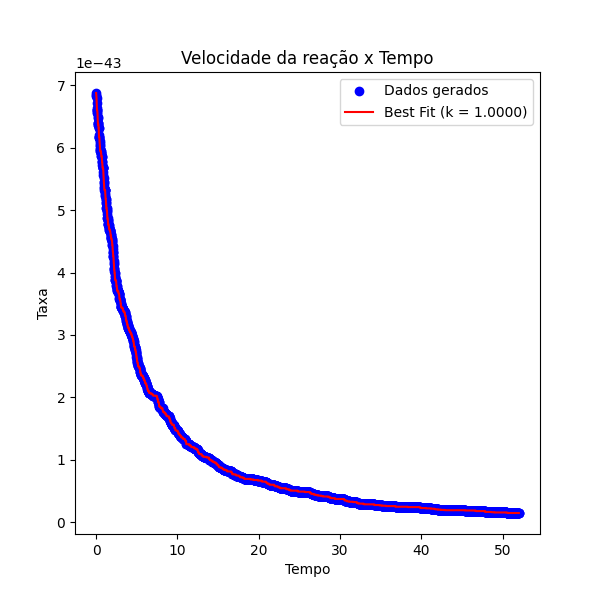 Velocidade da reação x Tempo
1e−43
Dados gerados
Best Fit (k = 1.0000)
7
6
5
4
3
2
1
0
Taxa
0 10 20 30 40 50
Tempo